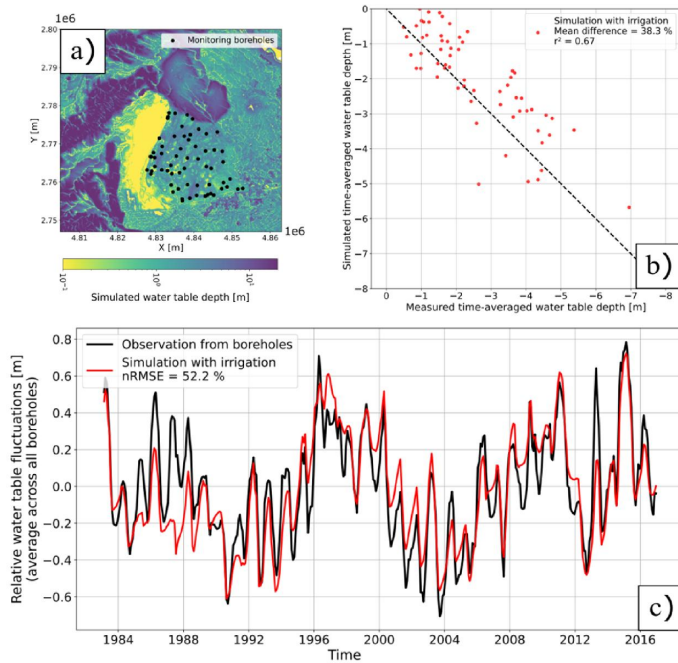 a)
1e6
Monitoring boreholes
2.80
2.79
2.78
2.77
2.76
2.75
Y [m]
4.81 4.82 4.83 4.84 4.85 4.86
1e6
X [m]
10⁻¹ 10⁰ 10¹
Simulated water table depth [m]
b)
Simulation with irrigation
Mean difference = 38.3 %
r² = 0.67
Simulated time-averaged water table depth [m]
−0
−1
−2
−3
−4
−5
−6
−7
−8
0 −1 −2 −3 −4 −5 −6 −7 −8
Measured time-averaged water table depth [m]
c)
Observation from boreholes
Simulation with irrigation
nRMSE = 52.2 %
Relative water table fluctuations [m]
(average across all boreholes)
0.8
0.6
0.4
0.2
0.0
−0.2
−0.4
−0.6
1984 1988 1992 1996 2000 2004 2008 2012 2016
Time